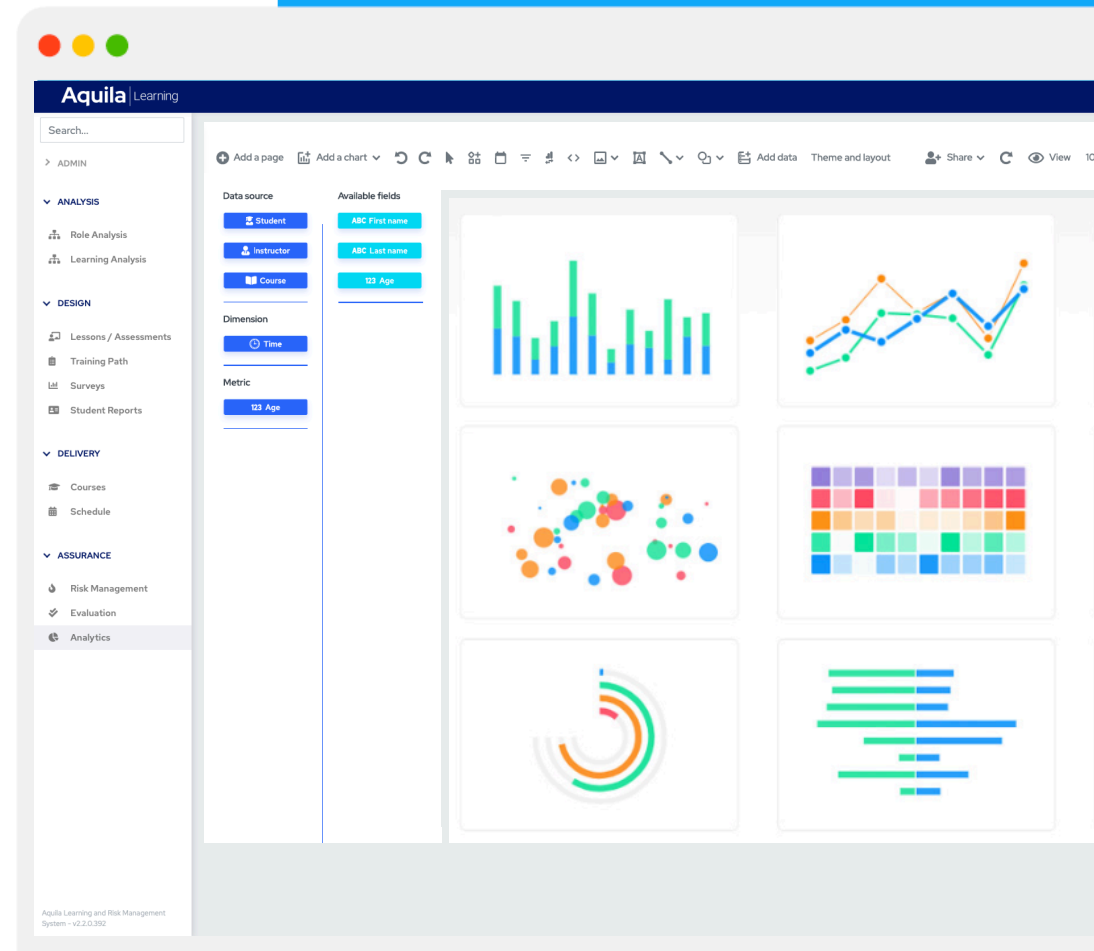 Aquila Learning
Search...
ADMIN
ANALYSIS
Role Analysis
Learning Analysis
DESIGN
Lessons / Assessments
Training Path
Surveys
Student Reports
DELIVERY
Courses
Schedule
ASSURANCE
Risk Management
Evaluation
Analytics
Aquila Learning and Risk Management
System - v2.2.0.392
Add a page Add a chart Add data Theme and layout Share View 10
Data source
Student
Instructor
Course
Dimension
Time
Metric
123 Age
Available fields
ABC First name
ABC Last name
123 Age